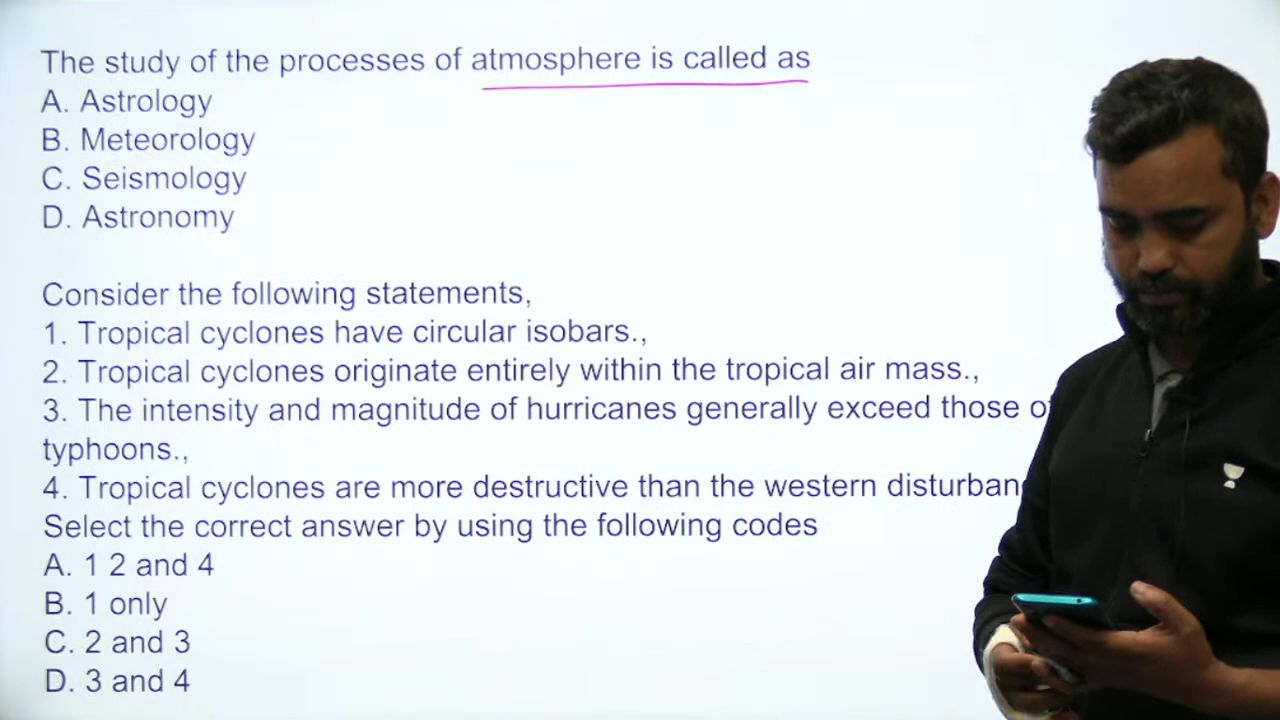 The study of the processes of atmosphere is called as
A. Astrology
B. Meteorology
C. Seismology
D. Astronomy
Consider the following statements,
1. Tropical cyclones have circular isobars.,
2. Tropical cyclones originate entirely within the tropical air mass.,
3. The intensity and magnitude of hurricanes generally exceed those of
typhoons.,
4. Tropical cyclones are more destructive than the western
Select the correct answer by using the following codes
A. 1 2 and 4
B. 1 only
C. 2 and 3
D. 3 and 4